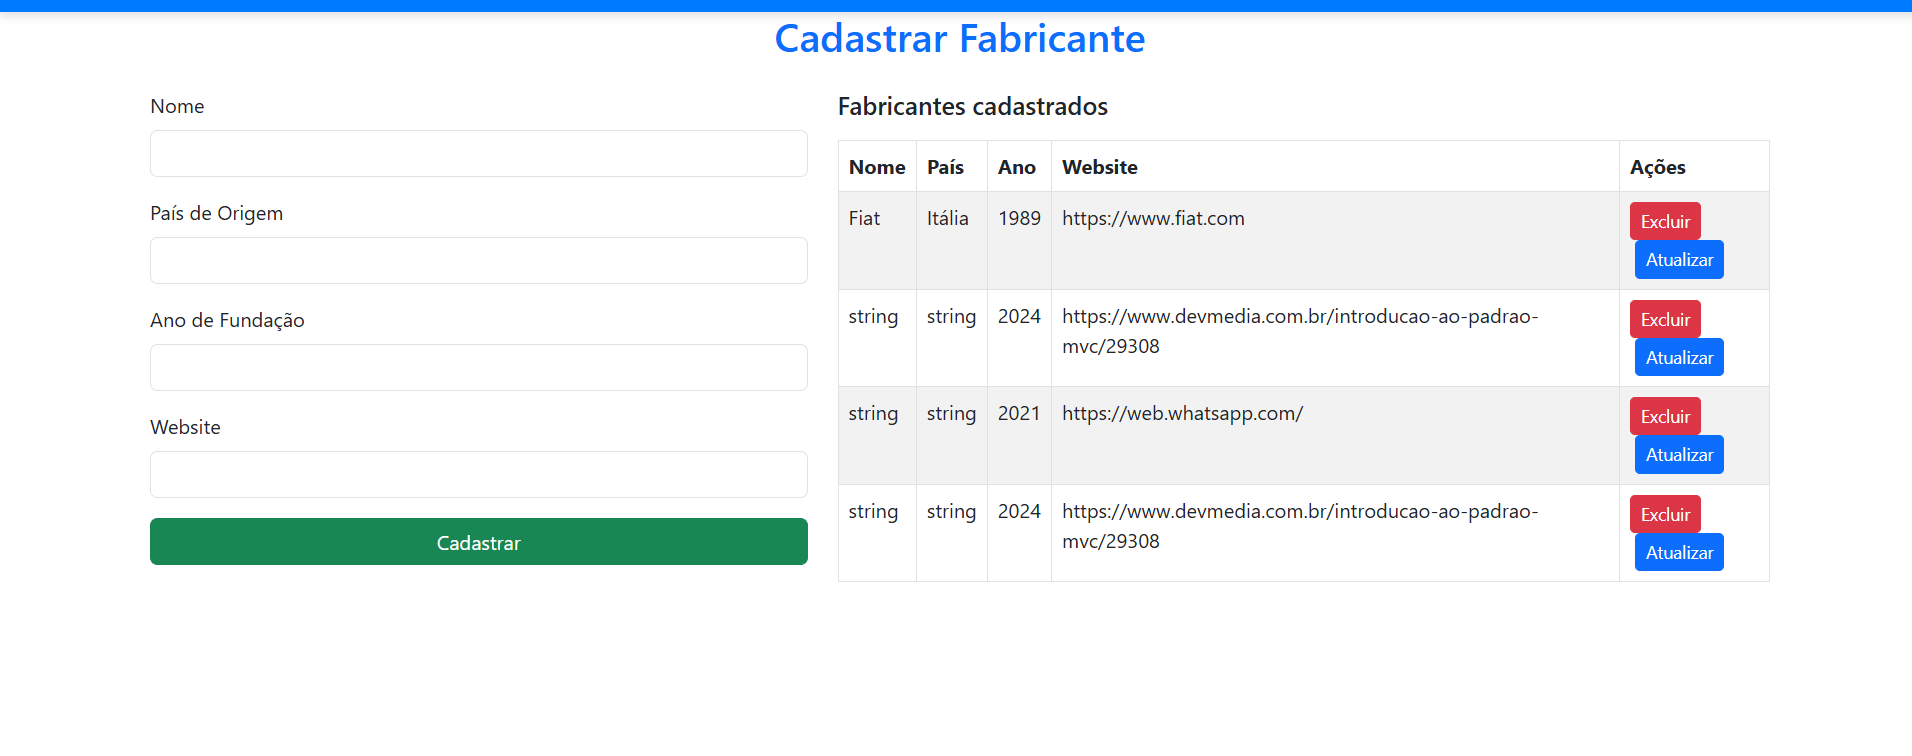 Cadastrar Fabricante
Nome
País de Origem
Ano de Fundação
Website
Cadastrar
Fabricantes cadastrados
Nome País Ano Website Ações
Fiat Itália 1989 https://www.fiat.com Excluir
Atualizar
string string 2024 https://www.devmedia.com.br/introducao-ao-padrao- Excluir
mvc/29308 Atualizar
string string 2021 https://web.whatsapp.com/ Excluir
Atualizar
string string 2024 https://www.devmedia.com.br/introducao-ao-padrao- Excluir
mvc/29308 Atualizar